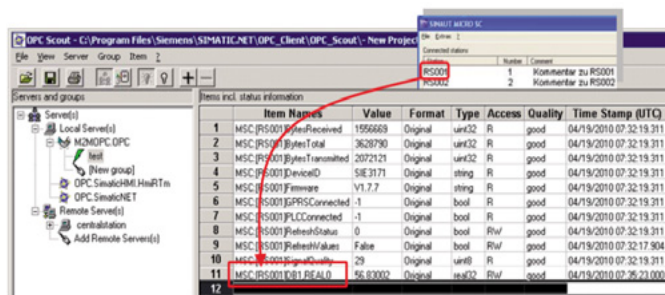 SINAUT MICRO SC
File Extras ?
Connected stations:
Station Number Comment
RS001 1 Kommentar zu RS001
RS002 2 Kommentar zu RS002
OPC Scout - C:\Program Files\Siemens\SIMATIC.NET\OPC_Client\OPC_Scout\- New Project
File View Server Group Item ?
Servers and groups
Server(s)
Local Server(s)
M2MOPC.OPC
test
[New group]
OPC.SimaticHMI.HmiRTm
OPC.SimaticNET
Remote Server(s)
centralstation
Add Remote Servers(s)
Items incl. status information
Item Names Value Format Type Access Quality Time Stamp (UTC)
1 MSC:[RS001]BytesReceived 1556669 Original uint32 R good 04/19/2010 07:32:19.311
2 MSC:[RS001]BytesTotal 3628790 Original uint32 R good 04/19/2010 07:32:19.311
3 MSC:[RS001]BytesTransmitted 2072121 Original uint32 R good 04/19/2010 07:32:19.311
4 MSC:[RS001]DeviceID SIE3171 Original string R good 04/19/2010 07:32:19.311
5 MSC:[RS001]Firmware V1.7.7 Original string R good 04/19/2010 07:32:19.311
6 MSC:[RS001]GPRSConnected -1 Original bool R good 04/19/2010 07:32:19.311
7 MSC:[RS001]PLCConnected -1 Original bool R good 04/19/2010 07:32:19.311
8 MSC:[RS001]RefreshStatus 0 Original bool RW good 04/19/2010 07:32:19.311
9 MSC:[RS001]RefreshValues False Original bool RW good 04/19/2010 07:32:17.904
10 MSC:[RS001]SignalQuality 29 Original uint8 R good 04/19/2010 07:32:19.311
11 MSC:[RS001]DB1,REAL0 56.83002 Original real32 RW good 04/19/2010 07:35:23.000
12